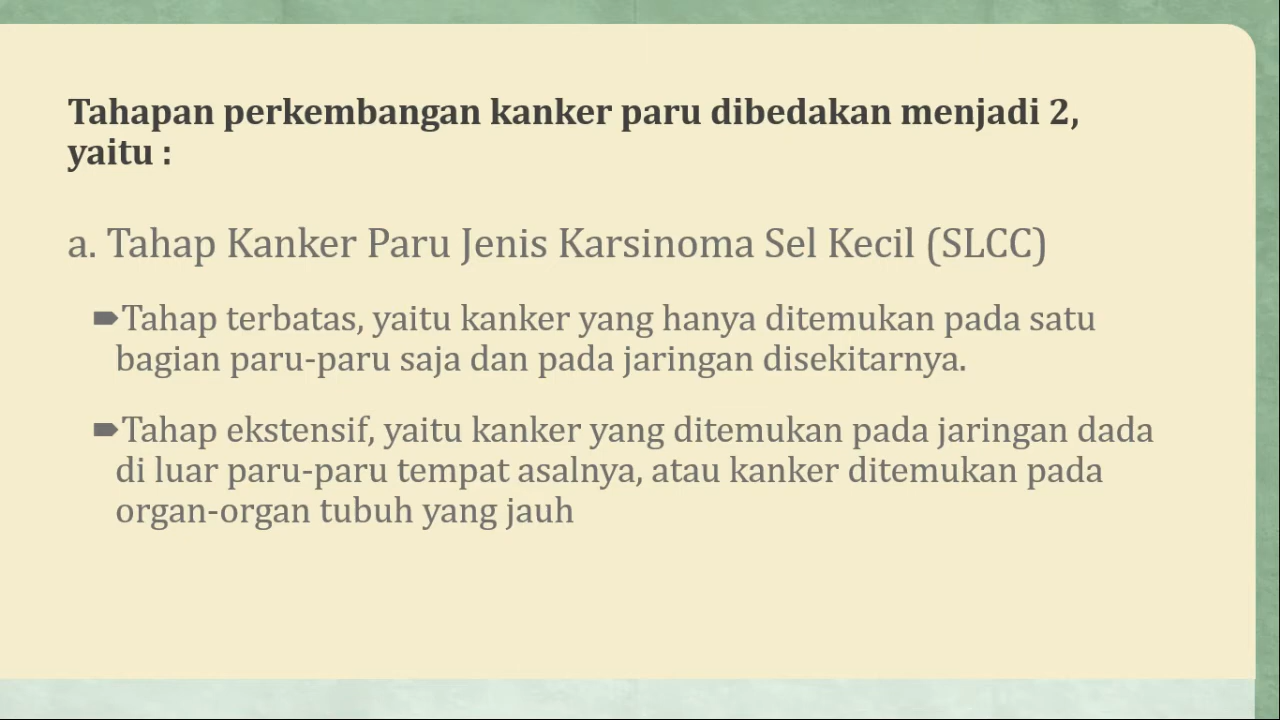 Tahapan perkembangan kanker paru dibedakan menjadi 2,
yaitu :
a. Tahap Kanker Paru Jenis Karsinoma Sel Kecil (SLCC)
Tahap terbatas, yaitu kanker yang hanya ditemukan pada satu
bagian paru-paru saja dan pada jaringan disekitarnya.
Tahap ekstensif, yaitu kanker yang ditemukan pada jaringan dada
di luar paru-paru tempat asalnya, atau kanker ditemukan pada
organ-organ tubuh yang jauh